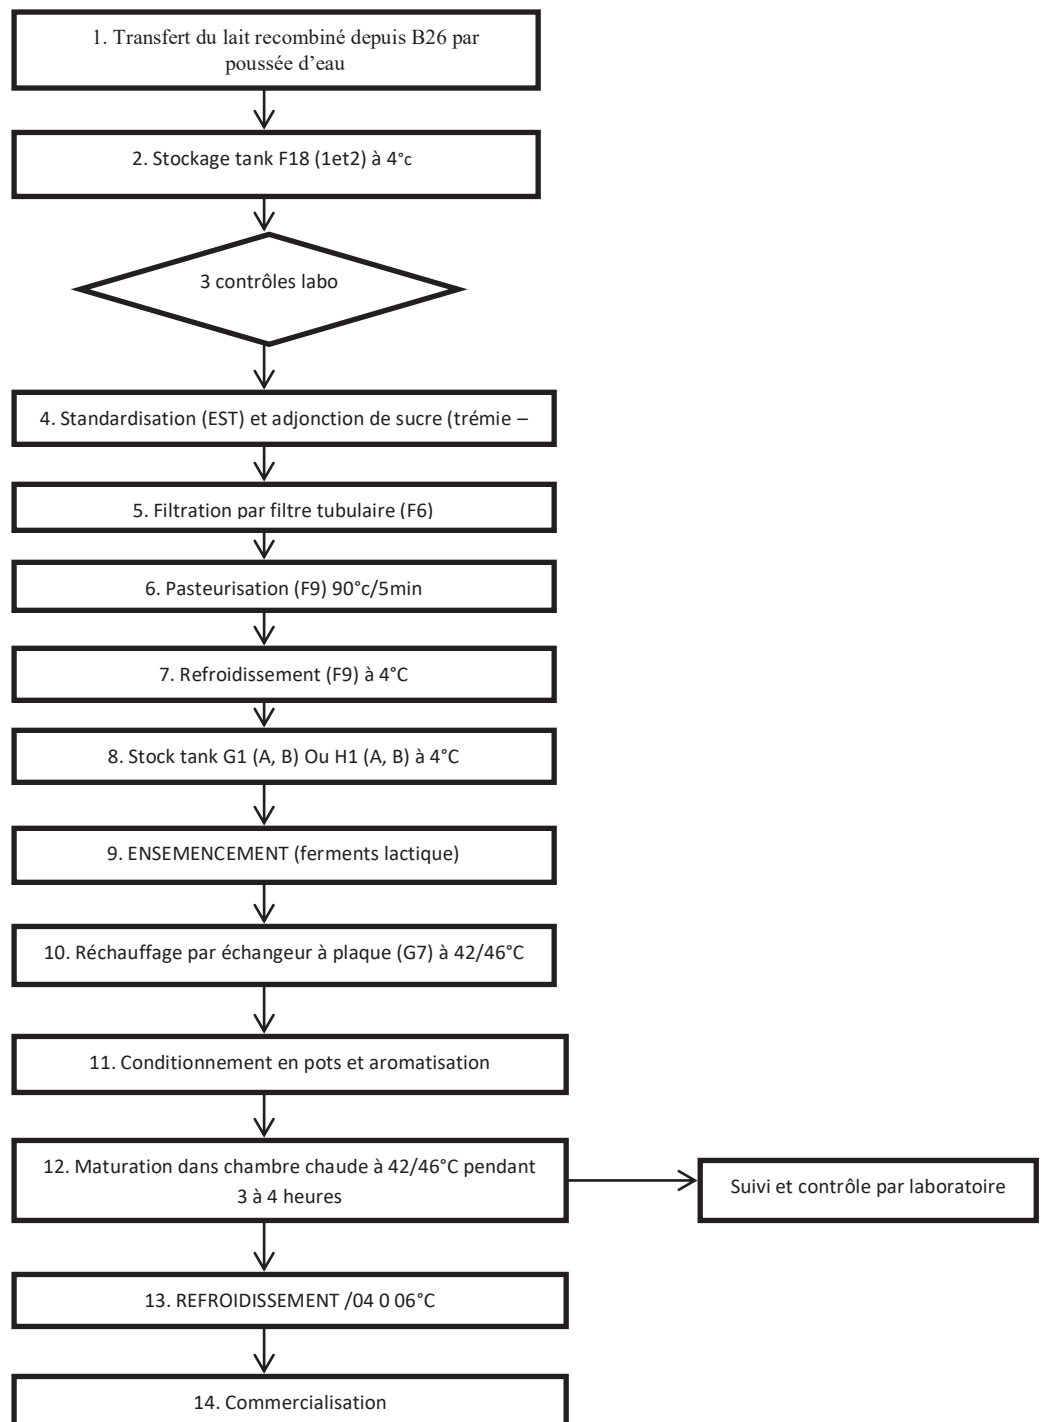 1. Transfert du lait recombiné depuis B26 par
poussée d’eau
2. Stockage tank F18 (1et2) à 4°c
3 contrôles labo
4. Standardisation (EST) et adjonction de sucre (trémie –
5. Filtration par filtre tubulaire (F6)
6. Pasteurisation (F9) 90°c/5min
7. Refroidissement (F9) à 4°C
8. Stock tank G1 (A, B) Ou H1 (A, B) à 4°C
9. ENSEMENCEMENT (ferments lactique)
10. Réchauffage par échangeur à plaque (G7) à 42/46°C
11. Conditionnement en pots et aromatisation
12. Maturation dans chambre chaude à 42/46°C pendant
3 à 4 heures
Suivi et contrôle par laboratoire
13. REFROIDISSEMENT /04 0 06°C
14. Commercialisation